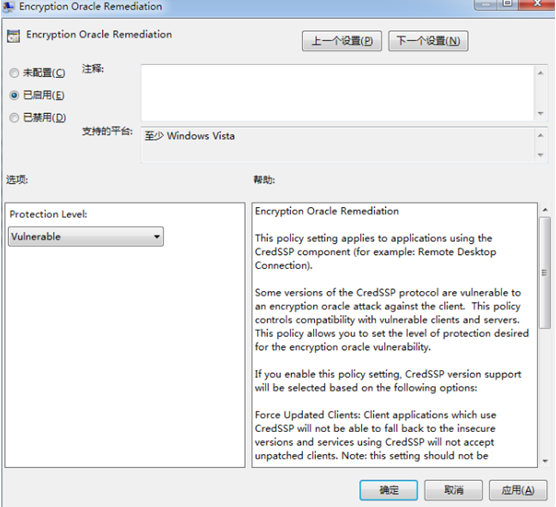 Encryption Oracle Remediation
Encryption Oracle Remediation
上一个设置(P)
下一个设置(N)
未配置(C)
注释:
已启用(E)
已禁用(D)
支持的平台:
至少 Windows Vista
选项:
帮助:
Protection Level:
Vulnerable
Encryption Oracle Remediation
This policy setting applies to applications using the
CredSSP component (for example: Remote Desktop
Connection).
Some versions of the CredSSP protocol are vulnerable to
an encryption oracle attack against the client.  This policy
controls compatibility with vulnerable clients and servers.
This policy allows you to set the level of protection desired
for the encryption oracle vulnerability.
If you enable this policy setting, CredSSP version support
will be selected based on the following options:
Force Updated Clients: Client applications which use
CredSSP will not be able to fall back to the insecure
versions and services using CredSSP will not accept
unpatched clients. Note: this setting should not be
确定
取消
应用(A)